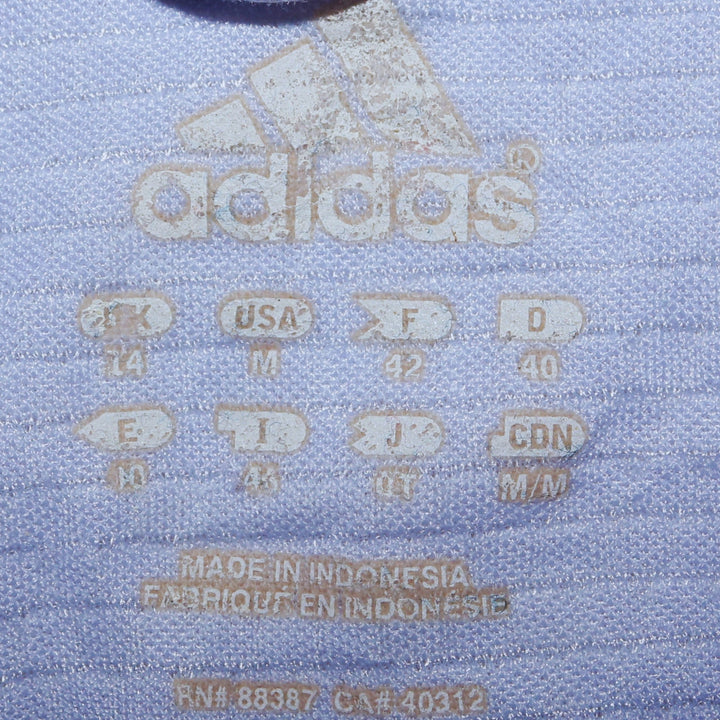 adidas®
UK USA F D
14 M 42 40
E I J CDN
40 46 OT M/M
MADE IN INDONESIA
FABRIQUÉ EN INDONÉSIE
RN# 88387 CA# 40312